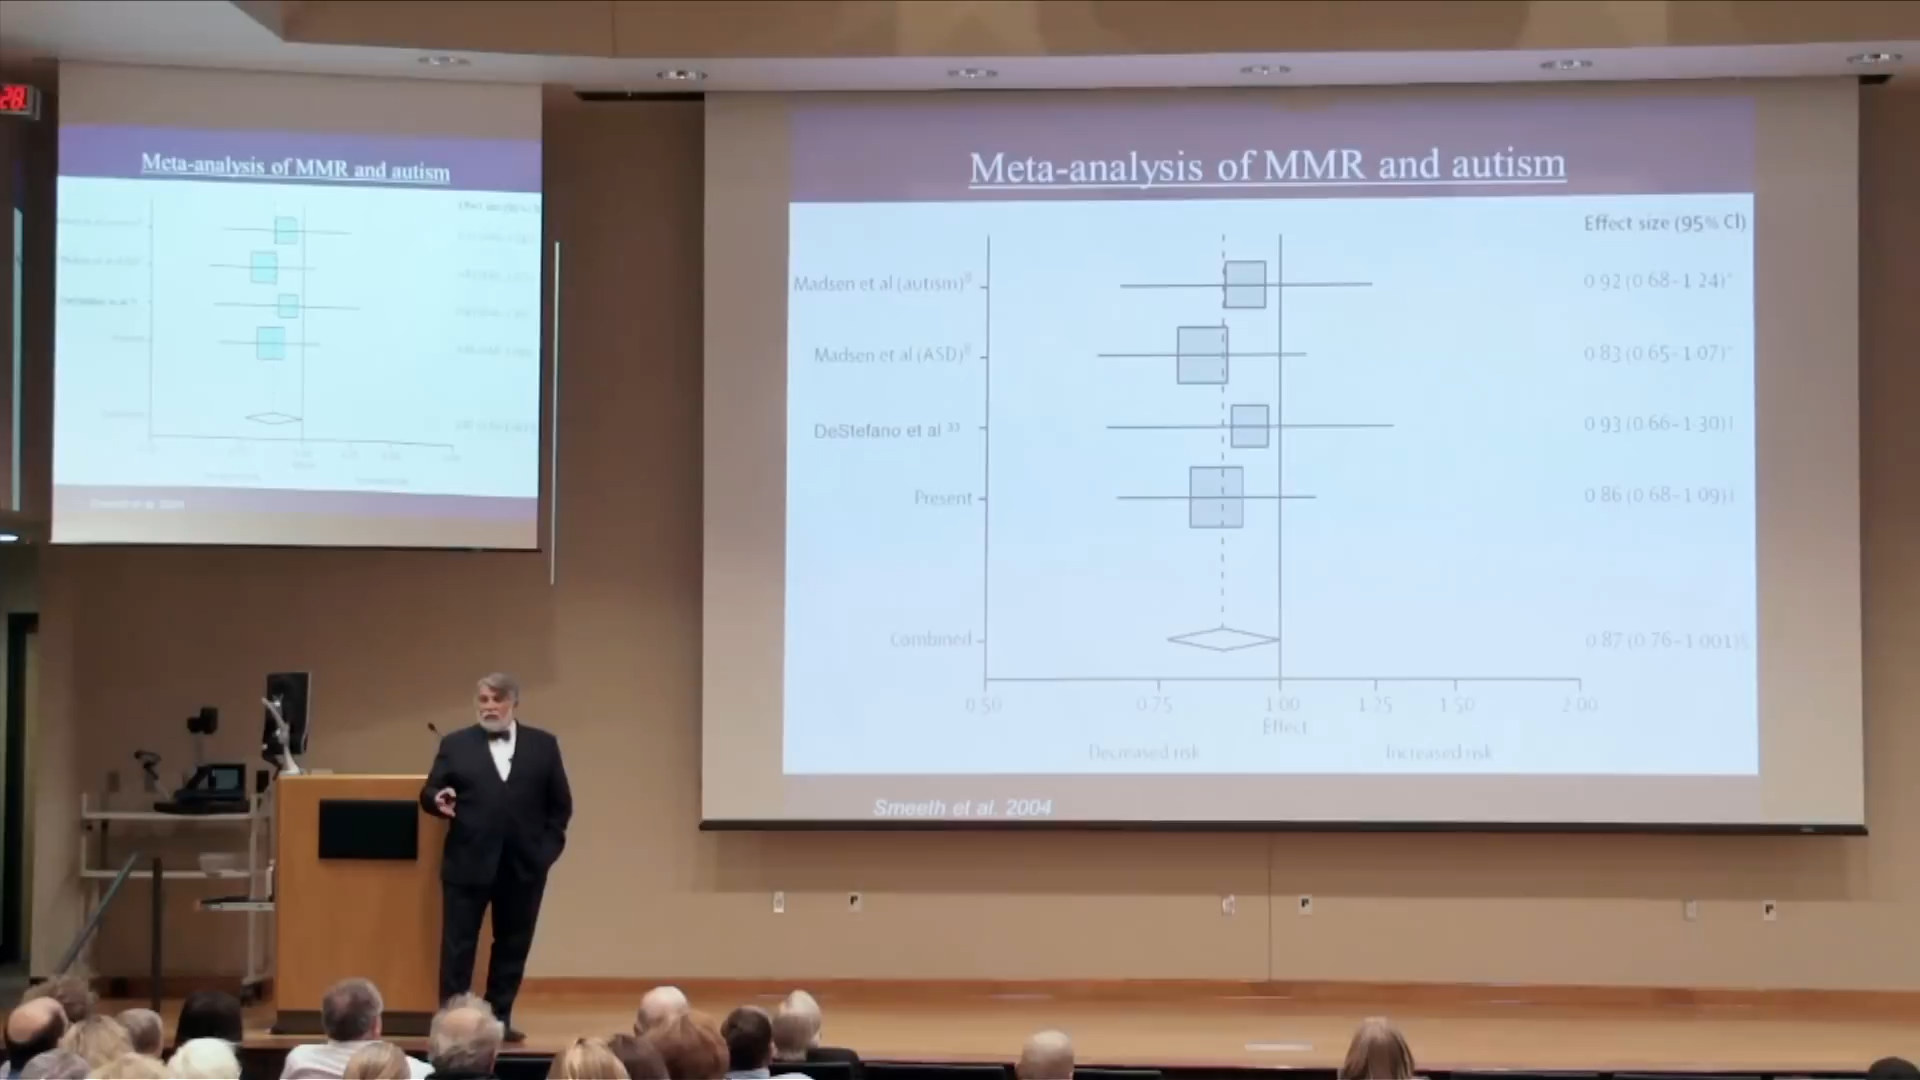 28
Meta-analysis of MMR and autism
Meta-analysis of MMR and autism
Effect size (95% CI)
Madsen et al (autism)
0·92 (0·68–1·24)*
Madsen et al (ASD)
0·83 (0·65–1·07)*
DeStefano et al 33
0·93 (0·66–1·30)
Present
0·86 (0·68–1·09)
Combined
0·87 (0·76–1·001)
0·50 0·75 1·00 1·25 1·50 2·00
Effect
Decreased risk Increased risk
Smeeth et al. 2004